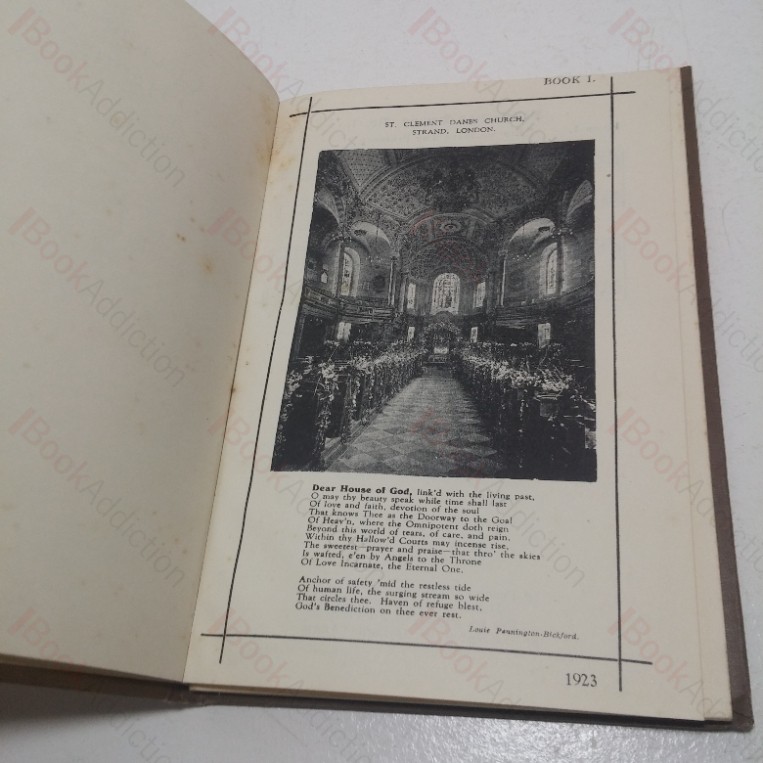 BOOK I.
ST. CLEMENT DANES CHURCH,
STRAND, LONDON.
Dear House of God, link'd with the living past,
O may thy beauty speak while time shall last
Of love and faith, devotion of the soul
That knows Thee as the Doorway to the Goal
Of Heav'n, where the Omnipotent doth reign
Beyond this world of tears, of care, and pain.
Within thy Hallow'd Courts may incense rise,
The sweetest—prayer and praise—that thro' the skies
Is wafted, e'en by Angels to the Throne
Of Love Incarnate, the Eternal One.
Anchor of safety 'mid the restless tide
Of human life, the surging stream so wide
That circles thee. Haven of refuge blest,
God's Benediction on thee ever rest.
Louie Pennington-Bickford.
1923
BookAddiction